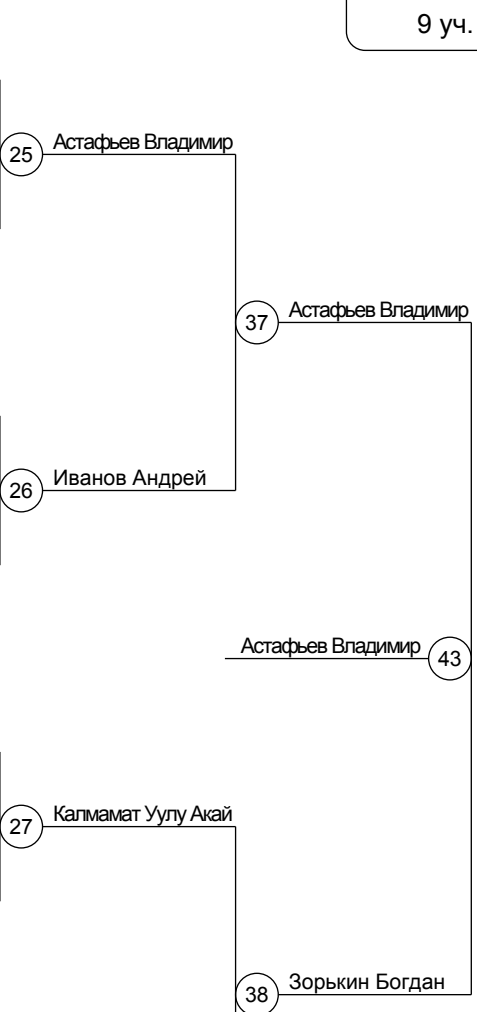 9 уч.
25 Астафьев Владимир
37 Астафьев Владимир
26 Иванов Андрей
Астафьев Владимир 43
27 Калмамат Уулу Акай
38 Зорькин Богдан